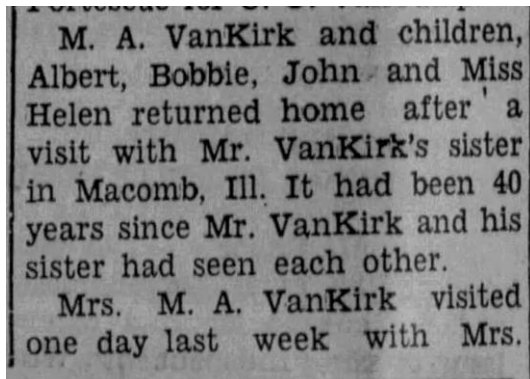 M. A. VanKirk and children,
Albert, Bobbie, John and Miss
Helen returned home after a
visit with Mr. VanKirk's sister
in Macomb, Ill. It had been 40
years since Mr. VanKirk and his
sister had seen each other.
Mrs. M. A. VanKirk visited
one day last week with Mrs.